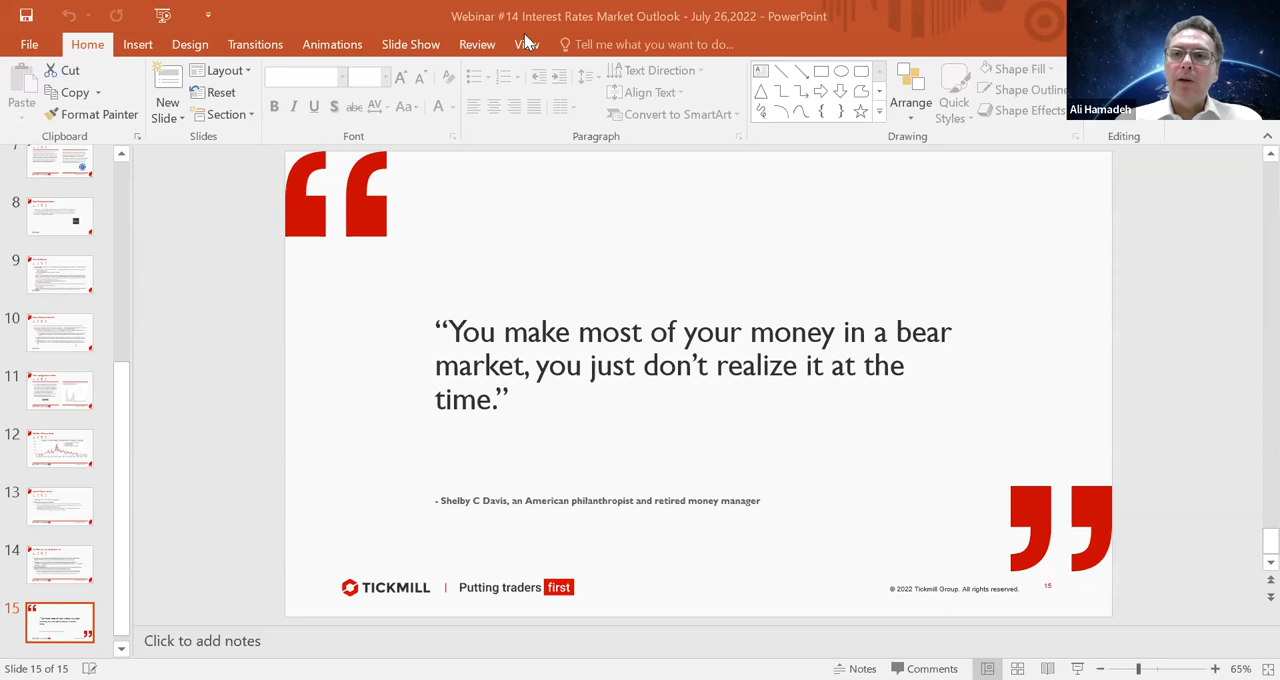 Webinar #14 Interest Rates Market Outlook - July 26,2022 - PowerPoint
File Home Insert Design Transitions Animations Slide Show Review View Tell me what you want to do...
Ali Hamadeh
Paste
Cut
Copy
Format Painter
Clipboard
New
Slide
Layout
Reset
Section
Slides
B I U S abc AV Aa A
Font
Text Direction
Align Text
Convert to SmartArt
Paragraph
Arrange
Quick
Styles
Shape Fill
Shape Outline
Shape Effects
Drawing
Editing
7
8
9
10
11
12
13
14
15
“You make most of your money in a bear
market, you just don’t realize it at the
time.”
- Shelby C Davis, an American philanthropist and retired money manager
TICKMILL | Putting traders first
© 2022 Tickmill Group. All rights reserved. 15
Click to add notes
Slide 15 of 15
Notes Comments 65%